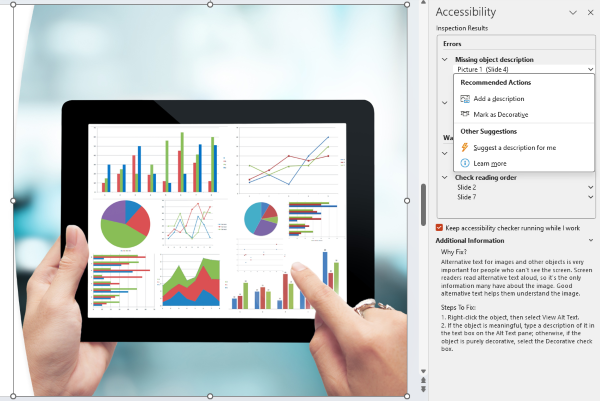 Accessibility
Inspection Results
Errors
Missing object description
Picture 1 (Slide 4)
Recommended Actions
Add a description
Mark as Decorative
Other Suggestions
Suggest a description for me
Learn more
Wa
Check reading order
Slide 2
Slide 7
Keep accessibility checker running while I work
Additional Information
Why Fix?
Alternative text for images and other objects is very
important for people who can't see the screen. Screen
readers read alternative text aloud, so it's the only
information many have about the image. Good
alternative text helps them understand the image.
Steps To Fix:
1. Right-click the object, then select View Alt Text.
2. If the object is meaningful, type a description of it in
the text box on the Alt Text pane; otherwise, if the
object is purely decorative, select the Decorative check
box.